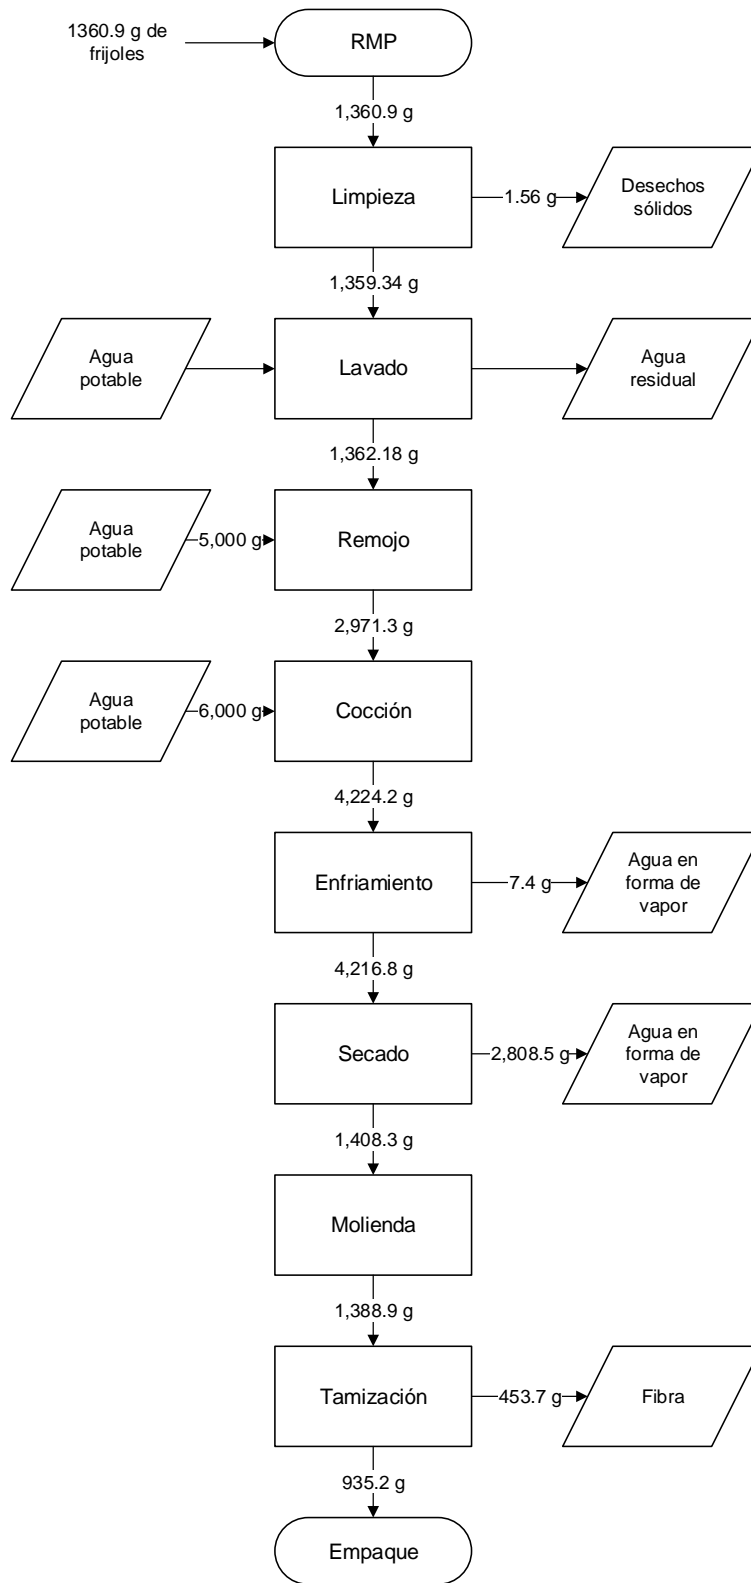 1360.9 g de
frijoles
RMP
1,360.9 g
Limpieza
1.56 g
Desechos
sólidos
1,359.34 g
Agua
potable
Lavado
Agua
residual
1,362.18 g
Agua
potable
5,000 g
Remojo
2,971.3 g
Agua
potable
6,000 g
Cocción
4,224.2 g
Enfriamiento
7.4 g
Agua en
forma de
vapor
4,216.8 g
Secado
2,808.5 g
Agua en
forma de
vapor
1,408.3 g
Molienda
1,388.9 g
Tamización
453.7 g
Fibra
935.2 g
Empaque